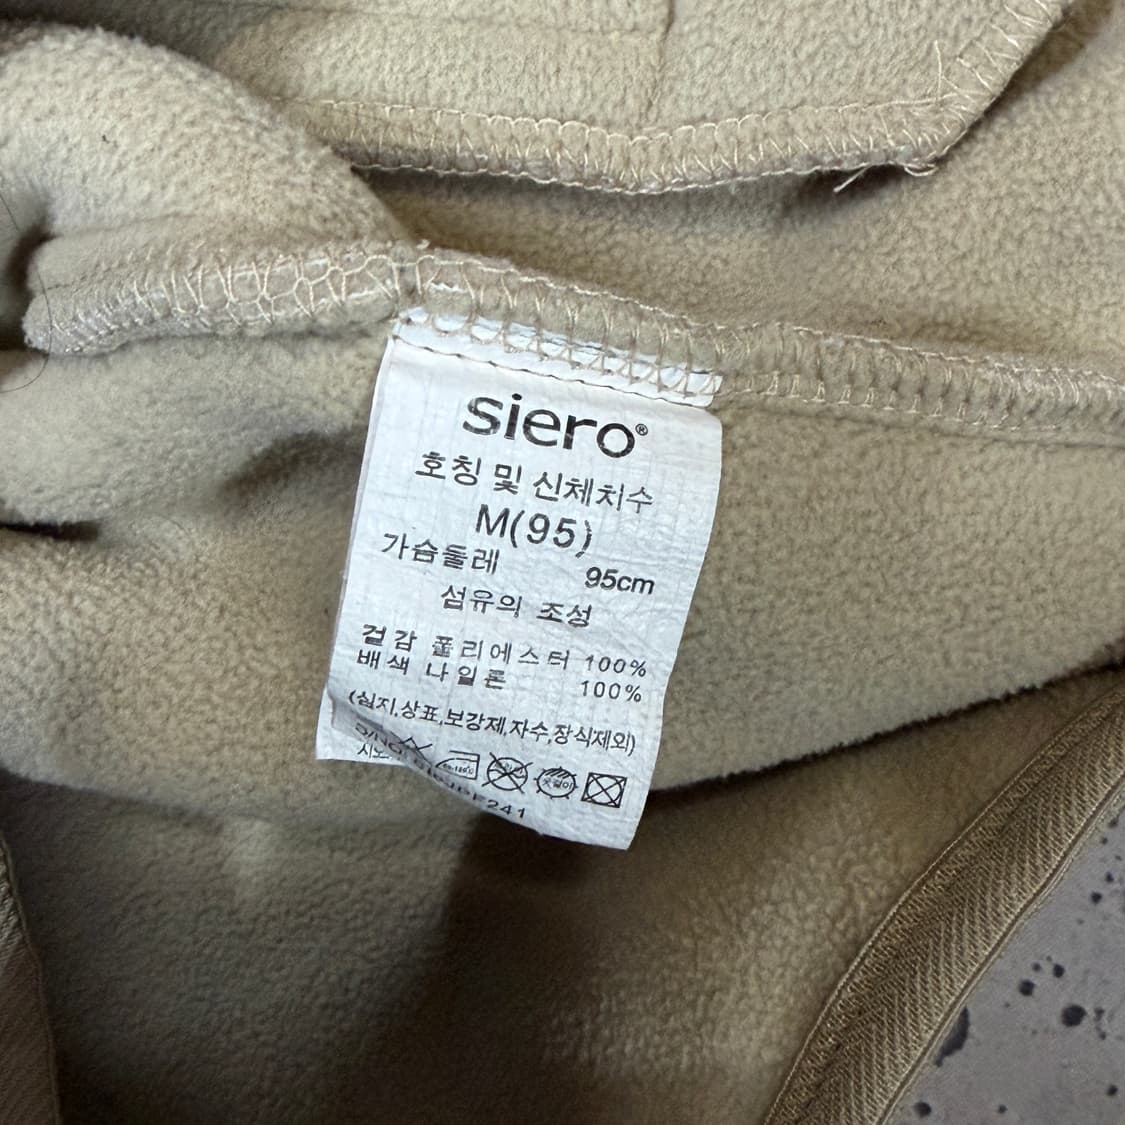 siero®
호칭 및 신체치수
M(95)
가슴둘레 95cm
섬유의 조성
겉감 폴리에스터 100%
배색 나일론 100%
(심지,상표,보강제,자수,장식제외)
241